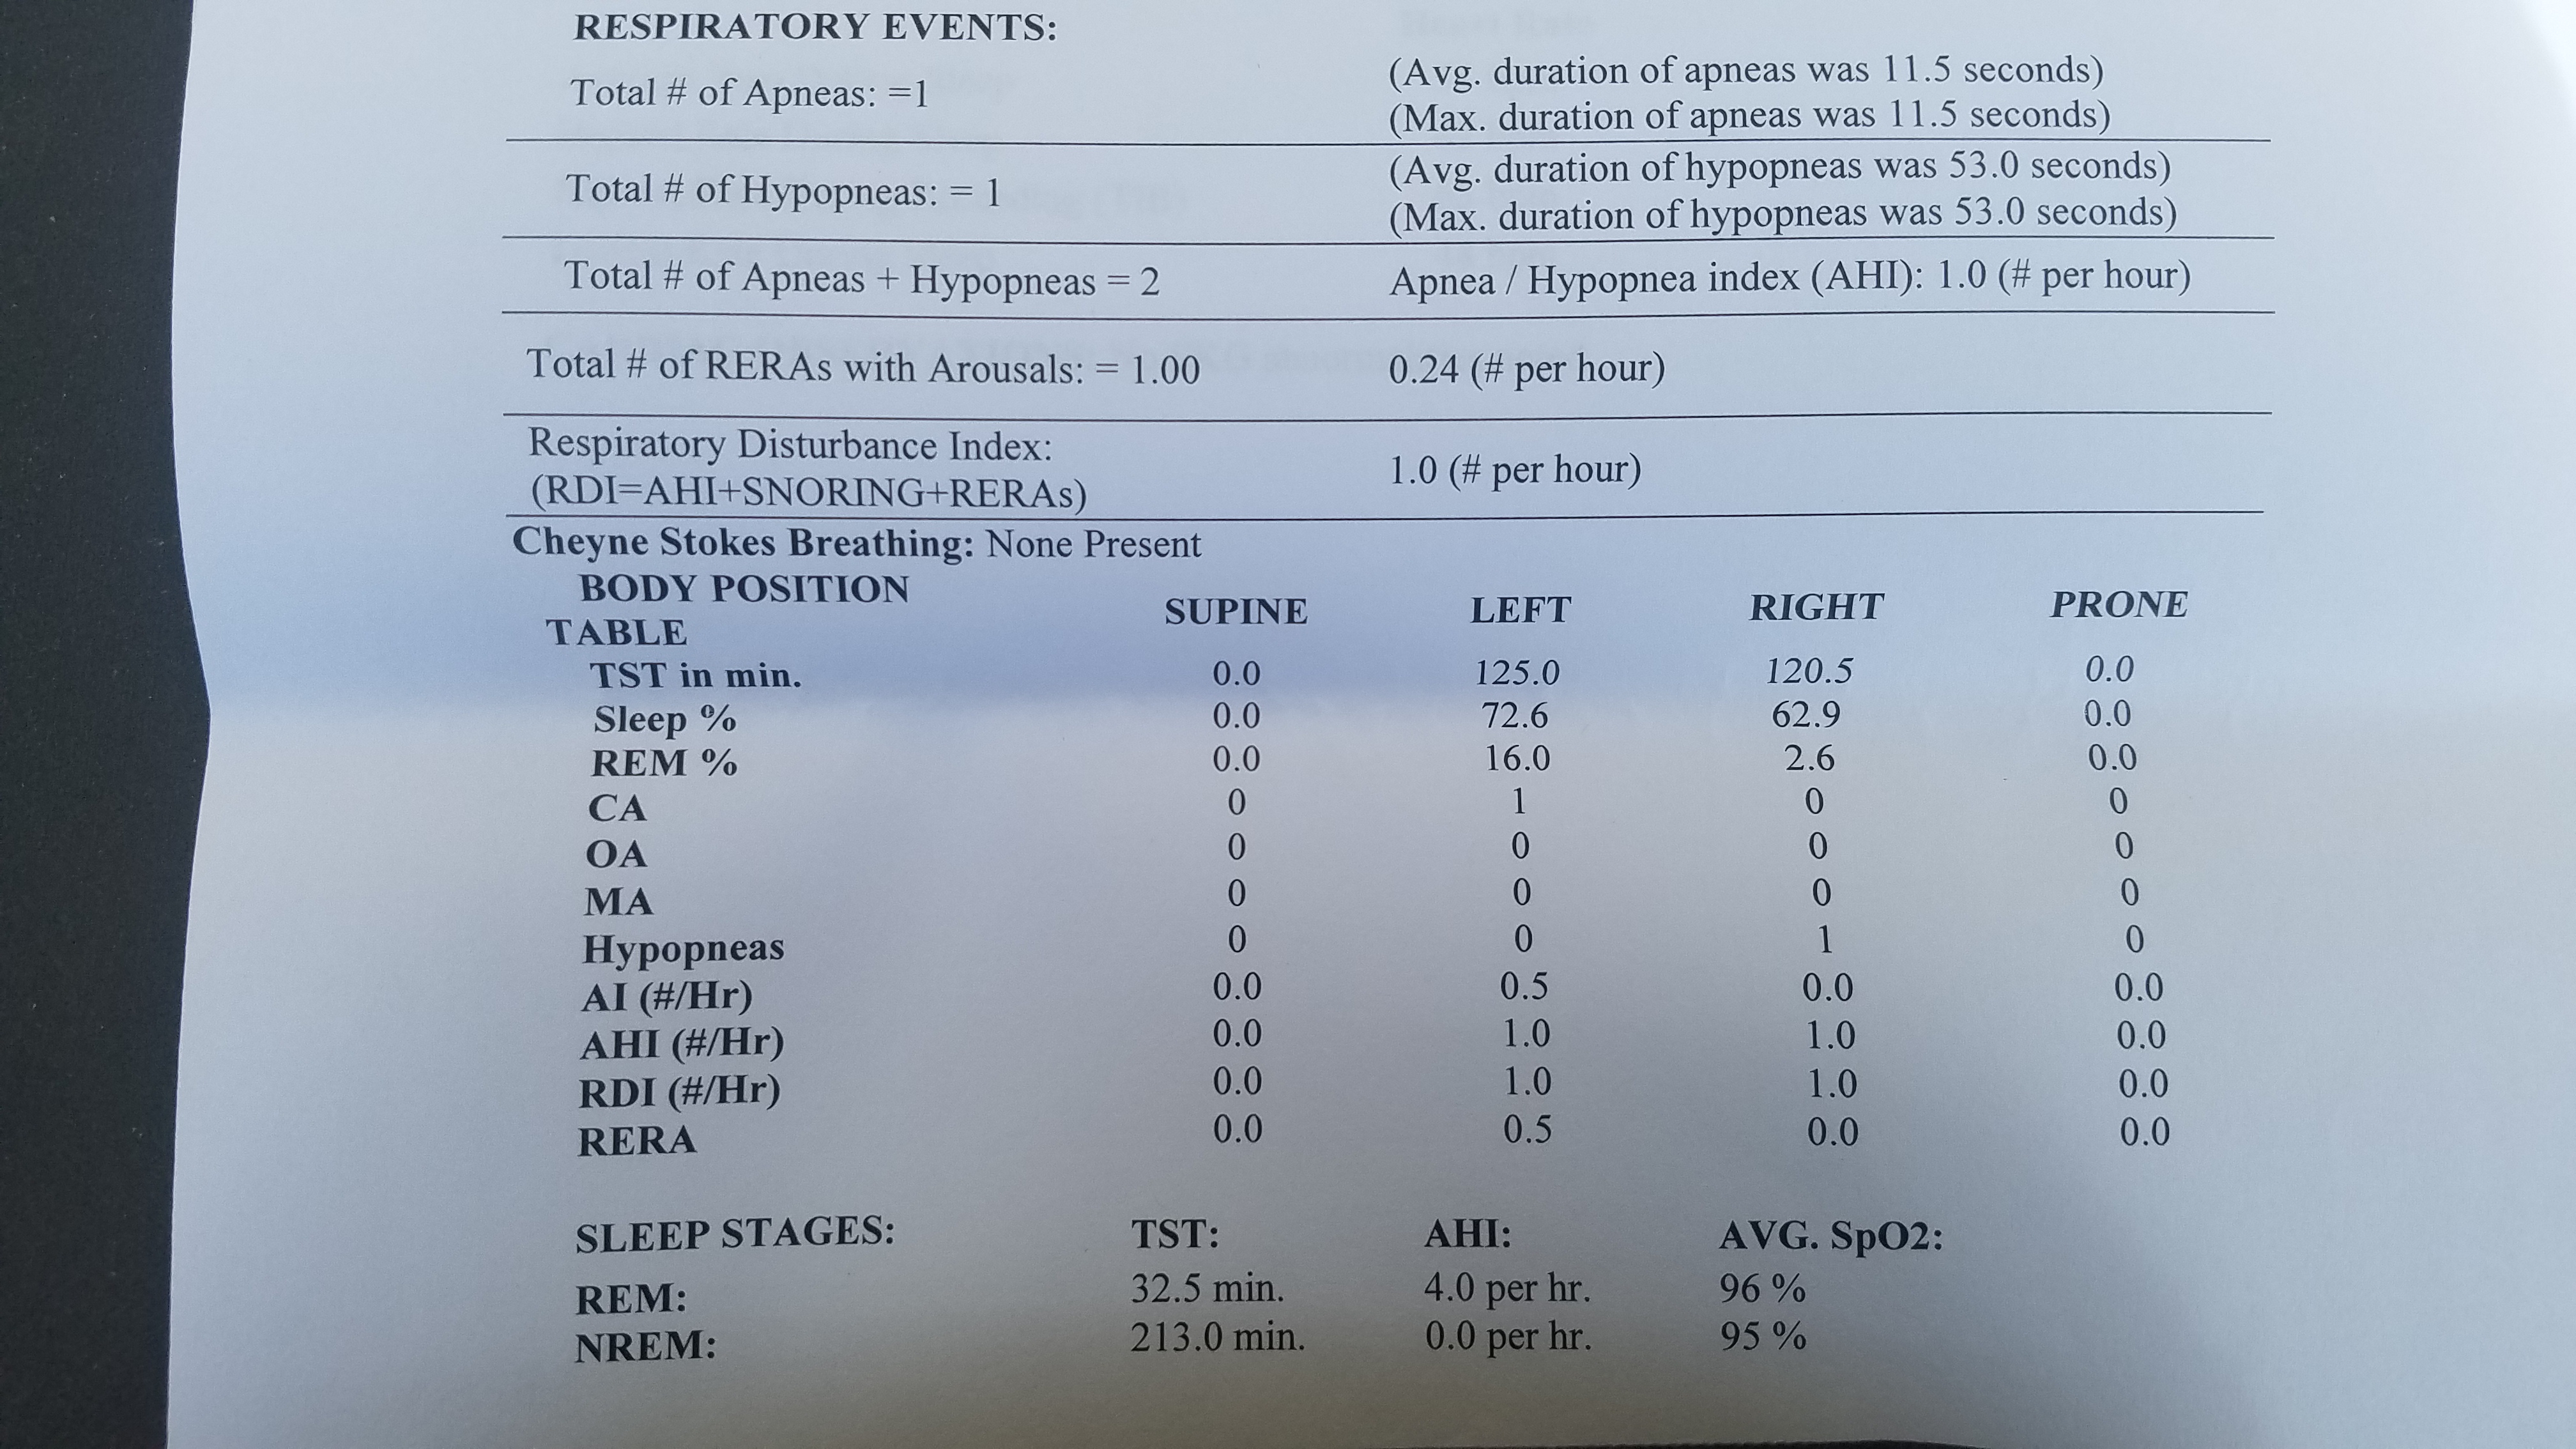 RESPIRATORY EVENTS:
Total # of Apneas: =1
(Avg. duration of apneas was 11.5 seconds)
(Max. duration of apneas was 11.5 seconds)
Total # of Hypopneas: = 1
(Avg. duration of hypopneas was 53.0 seconds)
(Max. duration of hypopneas was 53.0 seconds)
Total # of Apneas + Hypopneas = 2 Apnea / Hypopnea index (AHI): 1.0 (# per hour)
Total # of RERAs with Arousals: = 1.00 0.24 (# per hour)
Respiratory Disturbance Index:
(RDI=AHI+SNORING+RERAs)
1.0 (# per hour)
Cheyne Stokes Breathing: None Present
BODY POSITION
TABLE
SUPINE LEFT RIGHT PRONE
TST in min. 0.0 125.0 120.5 0.0
Sleep % 0.0 72.6 62.9 0.0
REM % 0.0 16.0 2.6 0.0
CA 0 1 0 0
OA 0 0 0 0
MA 0 0 0 0
Hypopneas 0 0 1 0
AI (#/Hr) 0.0 0.5 0.0 0.0
AHI (#/Hr) 0.0 1.0 1.0 0.0
RDI (#/Hr) 0.0 1.0 1.0 0.0
RERA 0.0 0.5 0.0 0.0
SLEEP STAGES: TST: AHI: AVG. SpO2:
REM: 32.5 min. 4.0 per hr. 96 %
NREM: 213.0 min. 0.0 per hr. 95 %